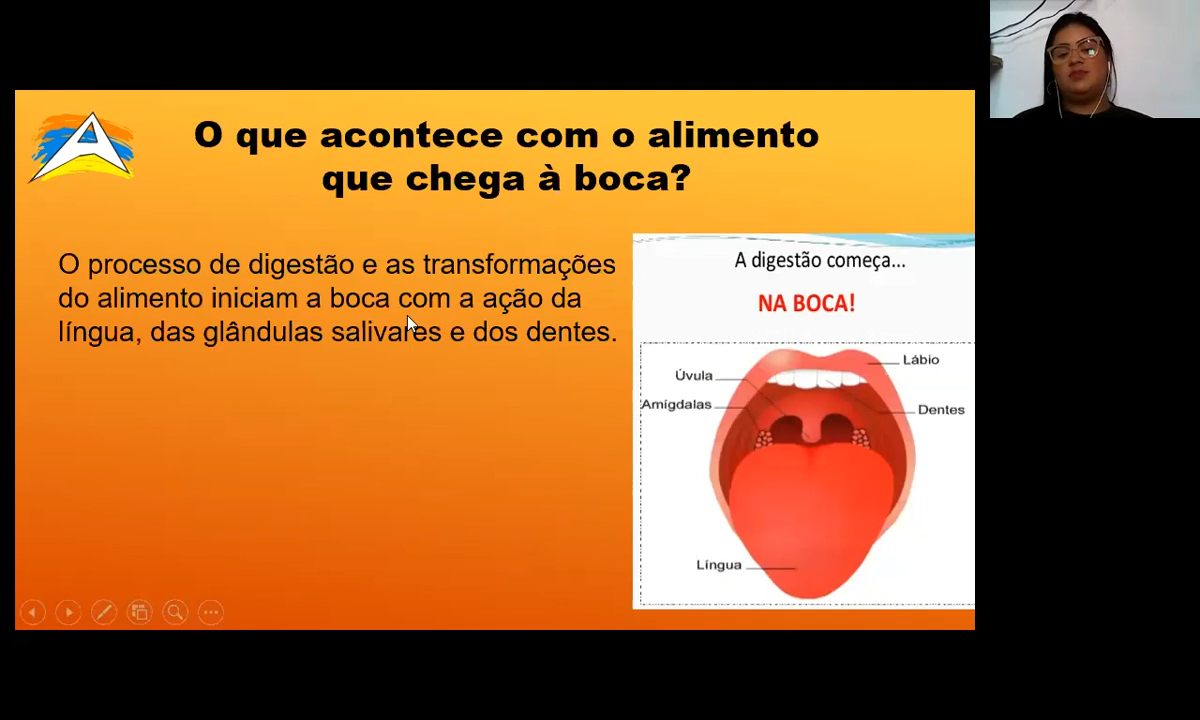 O que acontece com o alimento
que chega à boca?
O processo de digestão e as transformações
do alimento iniciam a boca com a ação da
língua, das glândulas salivares e dos dentes.
A digestão começa...
NA BOCA!
Lábio
Úvula
Amígdalas
Dentes
Língua